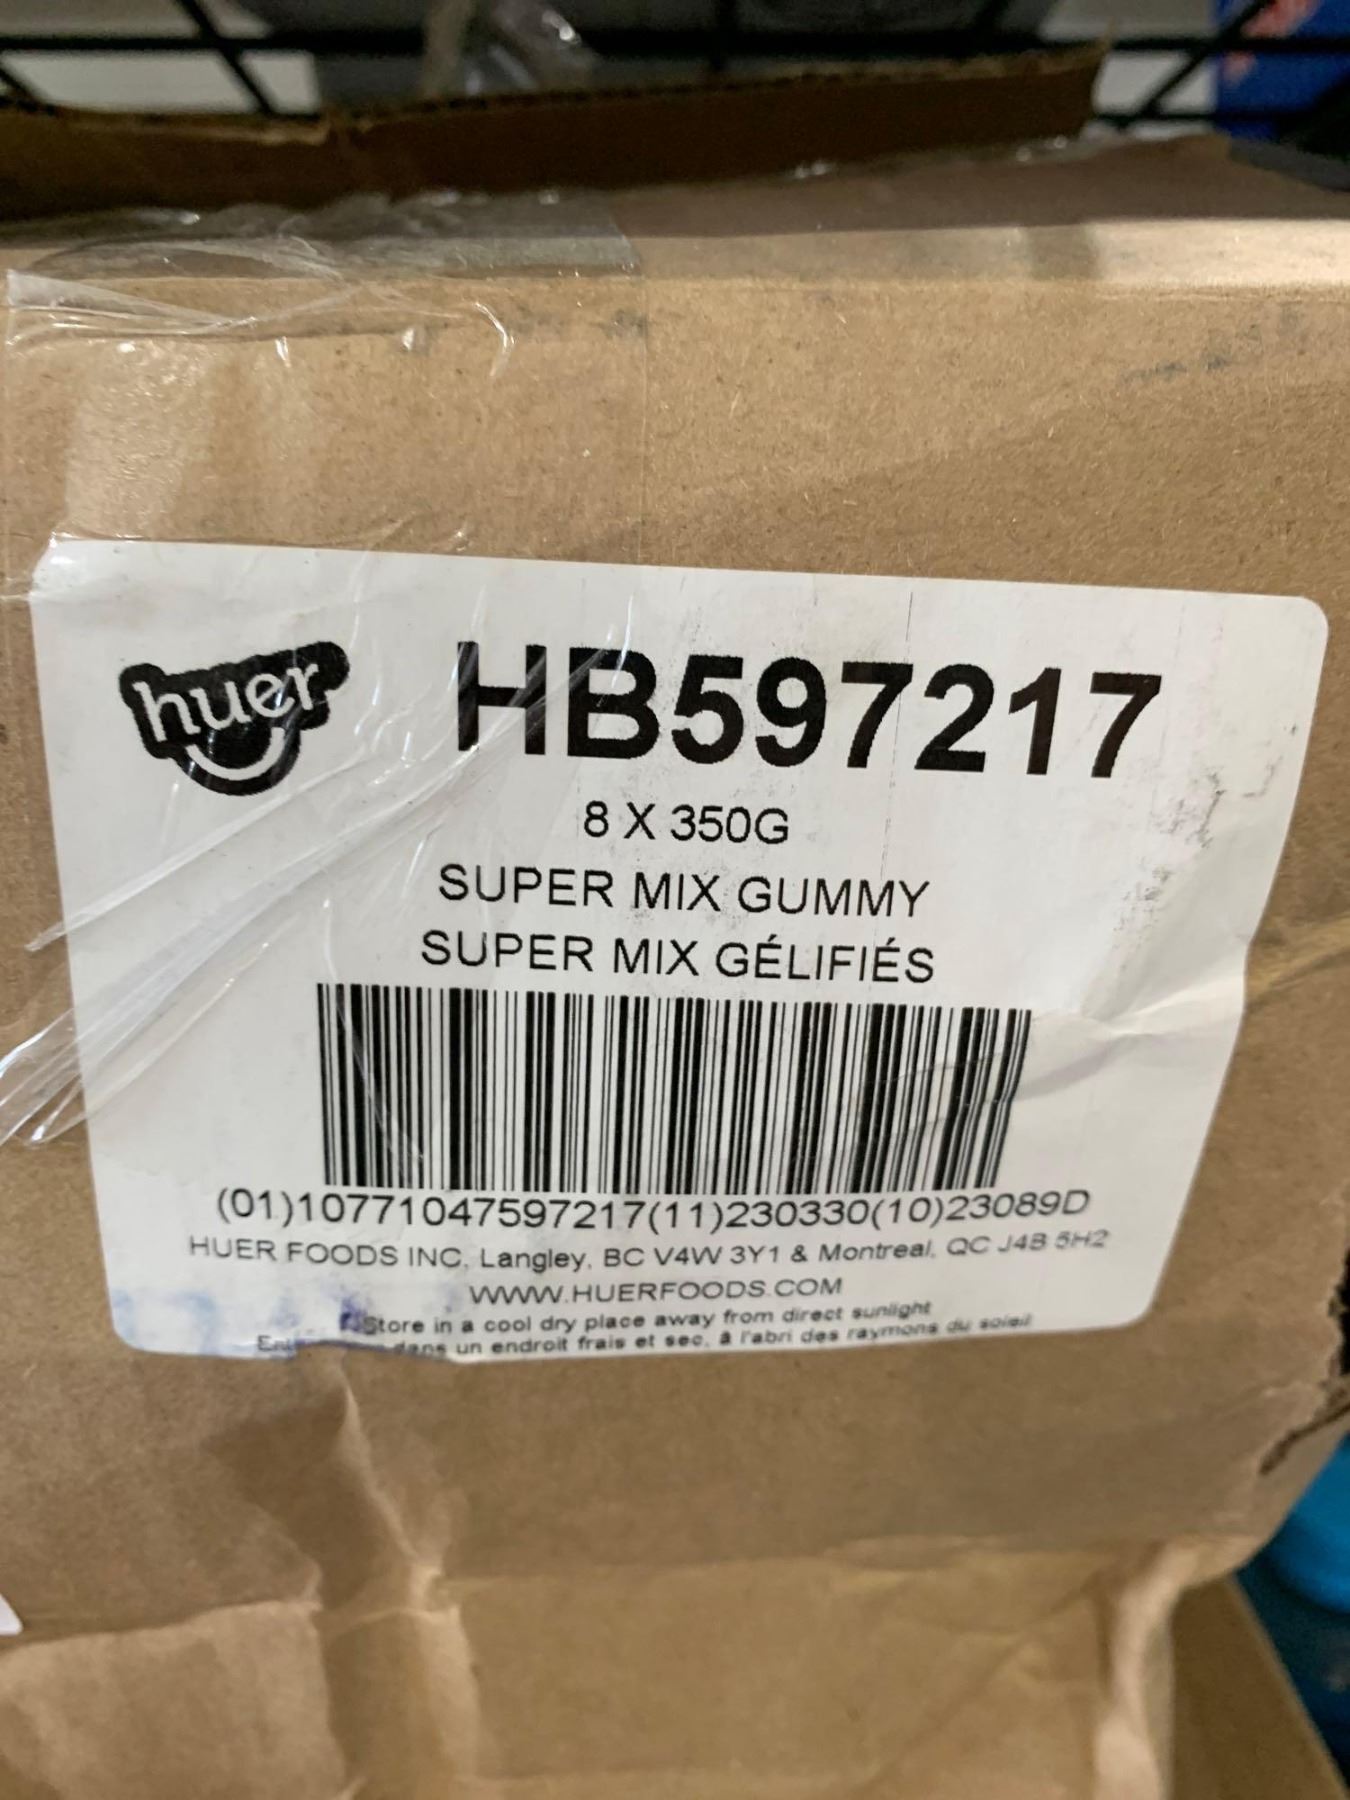 huer
HB597217
8 X 350G
SUPER MIX GUMMY
SUPER MIX GÉLIFIÉS
(01)10771047597217(11)230330(10)23089D
HUER FOODS INC. Langley, BC V4W 3Y1 & Montreal, QC J4B 5H2
WWW.HUERFOODS.COM
Store in a cool dry place away from direct sunlight
dans un endroit frais et sec, à l'abri des raymons du soleil